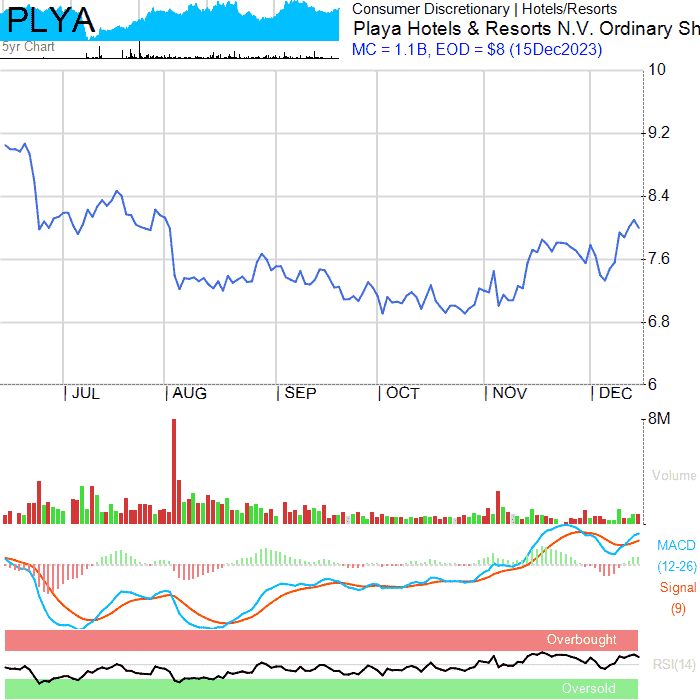 PLYA
5yr Chart
Consumer Discretionary | Hotels/Resorts
Playa Hotels & Resorts N.V. Ordinary Sh
MC = 1.1B, EOD = $8 (15Dec2023)
10
9.2
8.4
7.6
6.8
6
JUL AUG SEP OCT NOV DEC
8M
Volume
MACD
(12-26)
Signal
(9)
Overbought
RSI(14)
Oversold